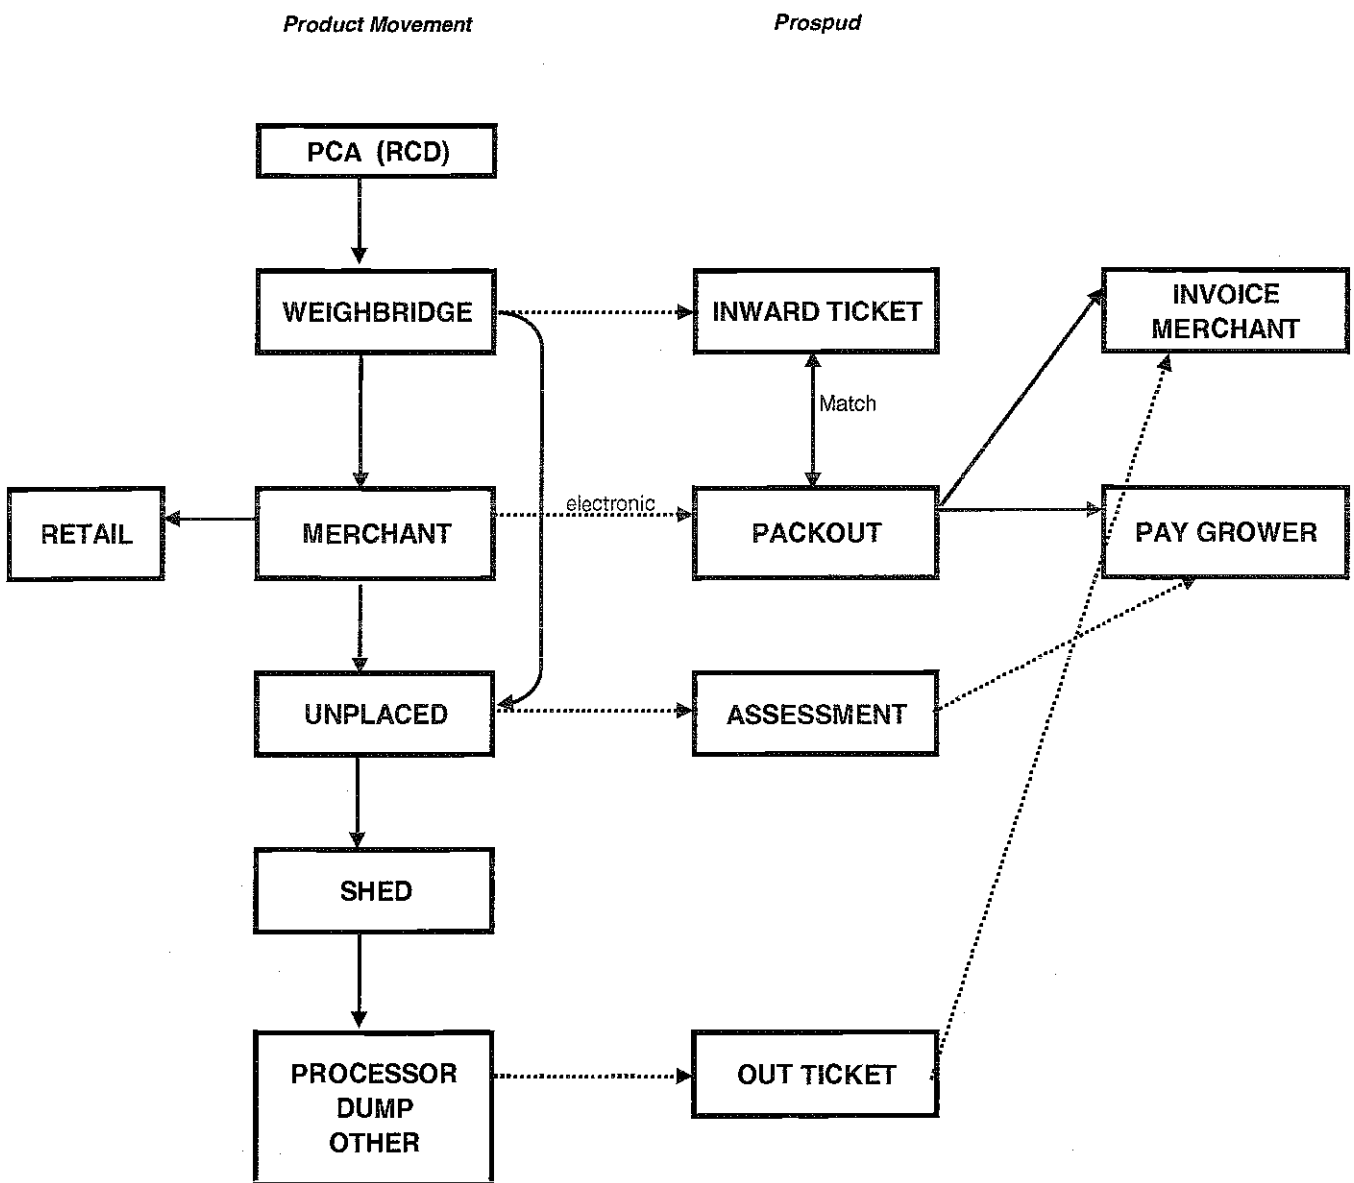 Product Movement
Prospud
PCA (RCD)
WEIGHBRIDGE
INWARD TICKET
INVOICE
MERCHANT
Match
RETAIL
MERCHANT
electronic
PACKOUT
PAY GROWER
UNPLACED
ASSESSMENT
SHED
PROCESSOR
DUMP
OTHER
OUT TICKET